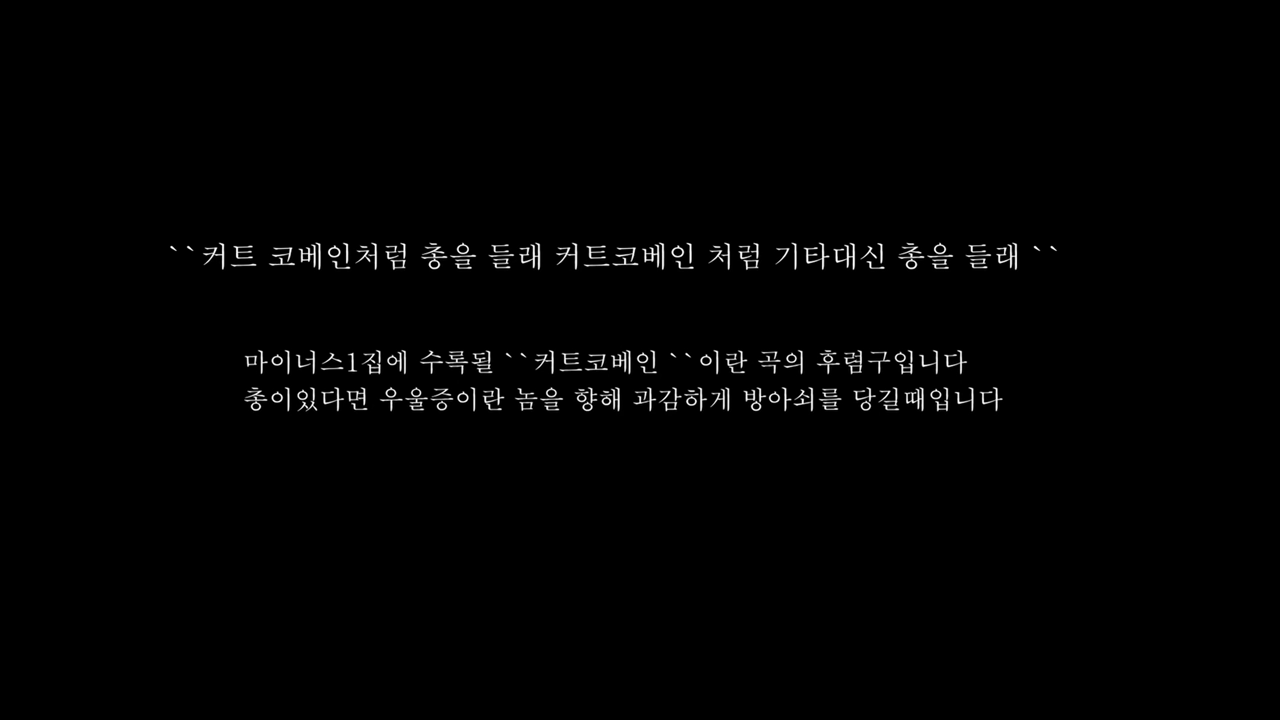 ``커트 코베인처럼 총을 들래 커트코베인 처럼 기타대신 총을 들래 ``
마이너스1집에 수록될 ``커트코베인 ``이란 곡의 후렴구입니다
총이있다면 우울증이란 놈을 향해 과감하게 방아쇠를 당길때입니다